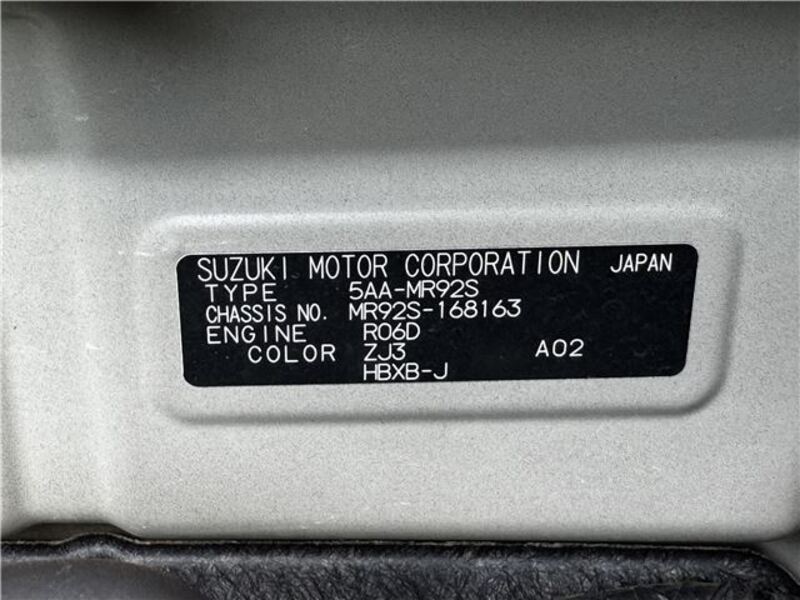 SUZUKI MOTOR CORPORATION JAPAN
TYPE 5AA-MR92S
CHASSIS NO. MR92S-168163
ENGINE R06D
COLOR ZJ3 A02
HBXB-J